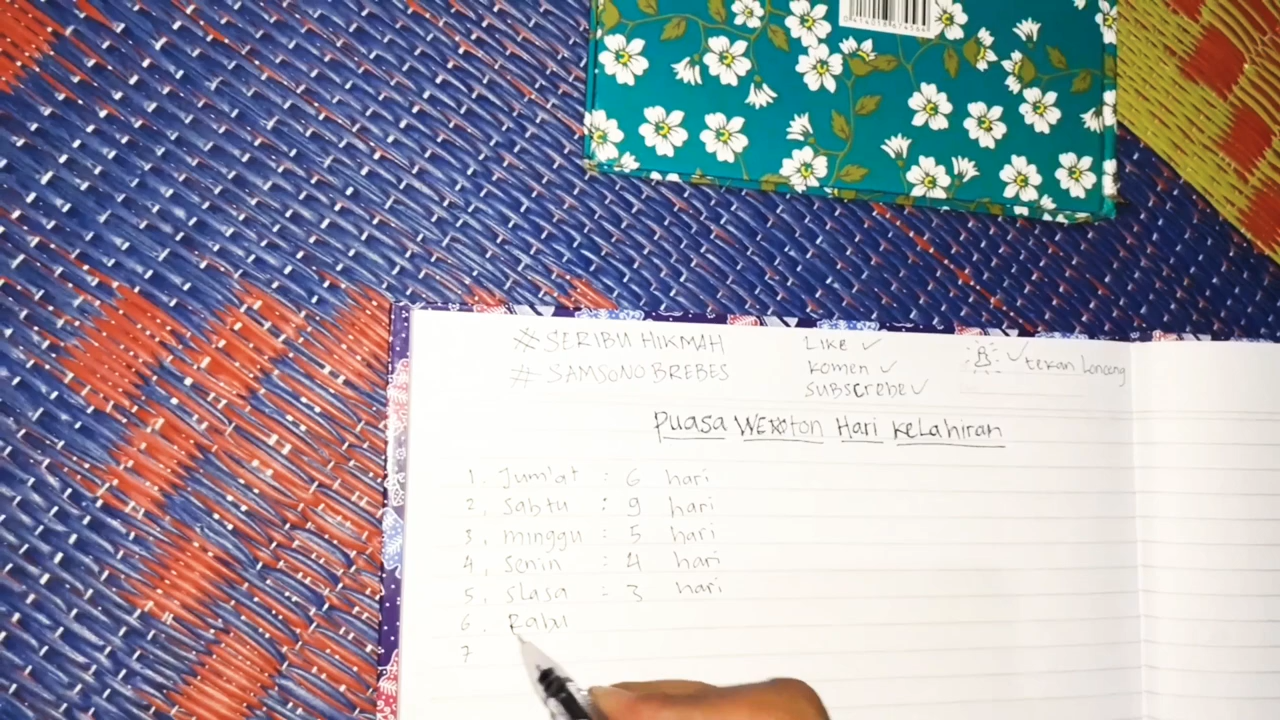 #SERIBU HIKMAH
#SAMSONO BREBES
Like ✓
komen ✓
subscrebe ✓
✓ tekan Lonceng
Puasa WEKOton Hari KeLahiran
1. Jum'at : 6 hari
2. Sabtu : 9 hari
3. minggu : 5 hari
4. senin : 4 hari
5. sLasa : 3 hari
6. Rabu
7